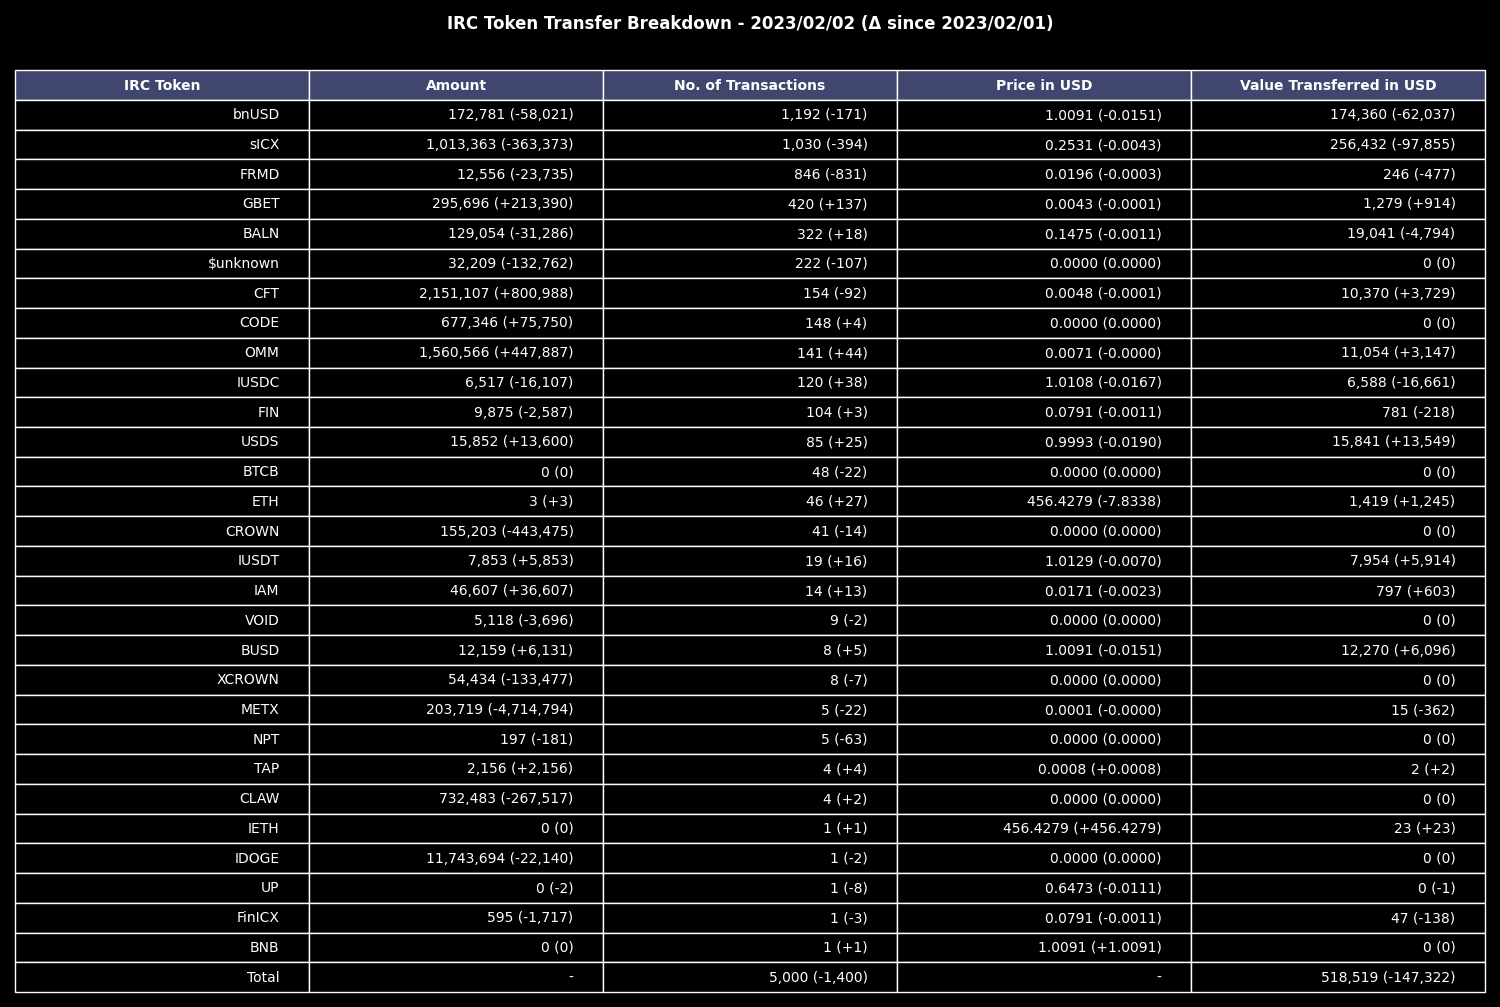 IRC Token Transfer Breakdown - 2023/02/02 (Δ since 2023/02/01)
IRC Token Amount No. of Transactions Price in USD Value Transferred in USD
bnUSD 172,781 (-58,021) 1,192 (-171) 1.0091 (-0.0151) 174,360 (-62,037)
sICX 1,013,363 (-363,373) 1,030 (-394) 0.2531 (-0.0043) 256,432 (-97,855)
FRMD 12,556 (-23,735) 846 (-831) 0.0196 (-0.0003) 246 (-477)
GBET 295,696 (+213,390) 420 (+137) 0.0043 (-0.0001) 1,279 (+914)
BALN 129,054 (-31,286) 322 (+18) 0.1475 (-0.0011) 19,041 (-4,794)
$unknown 32,209 (-132,762) 222 (-107) 0.0000 (0.0000) 0 (0)
CFT 2,151,107 (+800,988) 154 (-92) 0.0048 (-0.0001) 10,370 (+3,729)
CODE 677,346 (+75,750) 148 (+4) 0.0000 (0.0000) 0 (0)
OMM 1,560,566 (+447,887) 141 (+44) 0.0071 (-0.0000) 11,054 (+3,147)
IUSDC 6,517 (-16,107) 120 (+38) 1.0108 (-0.0167) 6,588 (-16,661)
FIN 9,875 (-2,587) 104 (+3) 0.0791 (-0.0011) 781 (-218)
USDS 15,852 (+13,600) 85 (+25) 0.9993 (-0.0190) 15,841 (+13,549)
BTCB 0 (0) 48 (-22) 0.0000 (0.0000) 0 (0)
ETH 3 (+3) 46 (+27) 456.4279 (-7.8338) 1,419 (+1,245)
CROWN 155,203 (-443,475) 41 (-14) 0.0000 (0.0000) 0 (0)
IUSDT 7,853 (+5,853) 19 (+16) 1.0129 (-0.0070) 7,954 (+5,914)
IAM 46,607 (+36,607) 14 (+13) 0.0171 (-0.0023) 797 (+603)
VOID 5,118 (-3,696) 9 (-2) 0.0000 (0.0000) 0 (0)
BUSD 12,159 (+6,131) 8 (+5) 1.0091 (-0.0151) 12,270 (+6,096)
XCROWN 54,434 (-133,477) 8 (-7) 0.0000 (0.0000) 0 (0)
METX 203,719 (-4,714,794) 5 (-22) 0.0001 (-0.0000) 15 (-362)
NPT 197 (-181) 5 (-63) 0.0000 (0.0000) 0 (0)
TAP 2,156 (+2,156) 4 (+4) 0.0008 (+0.0008) 2 (+2)
CLAW 732,483 (-267,517) 4 (+2) 0.0000 (0.0000) 0 (0)
IETH 0 (0) 1 (+1) 456.4279 (+456.4279) 23 (+23)
IDOGE 11,743,694 (-22,140) 1 (-2) 0.0000 (0.0000) 0 (0)
UP 0 (-2) 1 (-8) 0.6473 (-0.0111) 0 (-1)
FinICX 595 (-1,717) 1 (-3) 0.0791 (-0.0011) 47 (-138)
BNB 0 (0) 1 (+1) 1.0091 (+1.0091) 0 (0)
Total - 5,000 (-1,400) - 518,519 (-147,322)